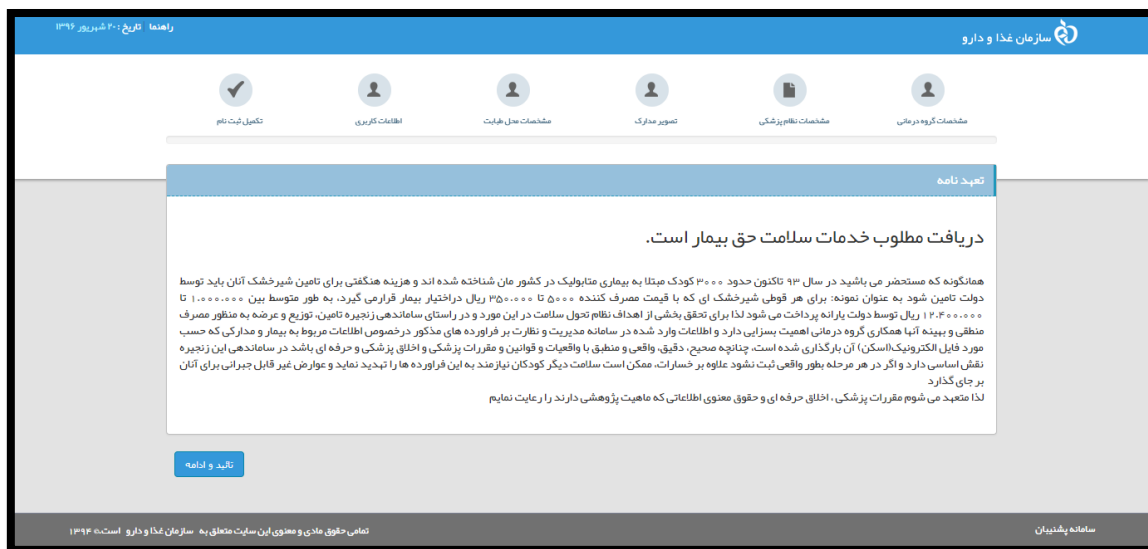 سازمان غذا و دارو
راهنما تاریخ : ۲۰ شهریور ۱۳۹۶
مشخصات گروه درمانی
مشخصات نظام پزشکی
تصویر مدارک
مشخصات محل طبابت
اطلاعات کاربری
تکمیل ثبت نام
تعهد نامه
دریافت مطلوب خدمات سلامت حق بیمار است.
همانگونه که مستحضر می باشید در سال ۹۳ تاکنون حدود ۳۰۰۰ کودک مبتلا به بیماری متابولیک در کشور مان شناخته شده اند و هزینه هنگفتی برای تامین شیرخشک آنان باید توسط
دولت تامین شود به عنوان نمونه: برای هر قوطی شیرخشک ای که با قیمت مصرف کننده ۵۰۰۰ تا ۳۵۰.۰۰۰ ریال دراختیار بیمار قرارمی گیرد، به طور متوسط بین ۱.۰۰۰.۰۰۰ تا
۱۲.۴۰۰.۰۰۰ ریال توسط دولت یارانه پرداخت می شود لذا برای تحقق بخشی از اهداف نظام تحول سلامت در این مورد و در راستای ساماندهی زنجیره تامین، توزیع و عرضه به منظور مصرف
منطقی و بهینه آنها همکاری گروه درمانی اهمیت بسزایی دارد و اطلاعات وارد شده در سامانه مدیریت و نظارت بر فراورده های مذکور درخصوص اطلاعات مربوط به بیمار و مدارکی که حسب
مورد فایل الکترونیک(اسکن) آن بارگذاری شده است، چنانچه صحیح، دقیق، واقعی و منطبق با واقعیات و قوانین و مقررات پزشکی و اخلاق پزشکی و حرفه ای باشد در ساماندهی این زنجیره
نقش اساسی دارد و اگر در هر مرحله بطور واقعی ثبت نشود علاوه بر خسارات، ممکن است سلامت دیگر کودکان نیازمند به این فراورده ها را تهدید نماید و عوارض غیر قابل جبرانی برای آنان
بر جای گذارد
لذا متعهد می شوم مقررات پزشکی ، اخلاق حرفه ای و حقوق معنوی اطلاعاتی که ماهیت پژوهشی دارند را رعایت نمایم
تائید و ادامه
سامانه پشتیبان
تمامی حقوق مادی و معنوی این سایت متعلق به سازمان غذا و دارو است.© ۱۳۹۴